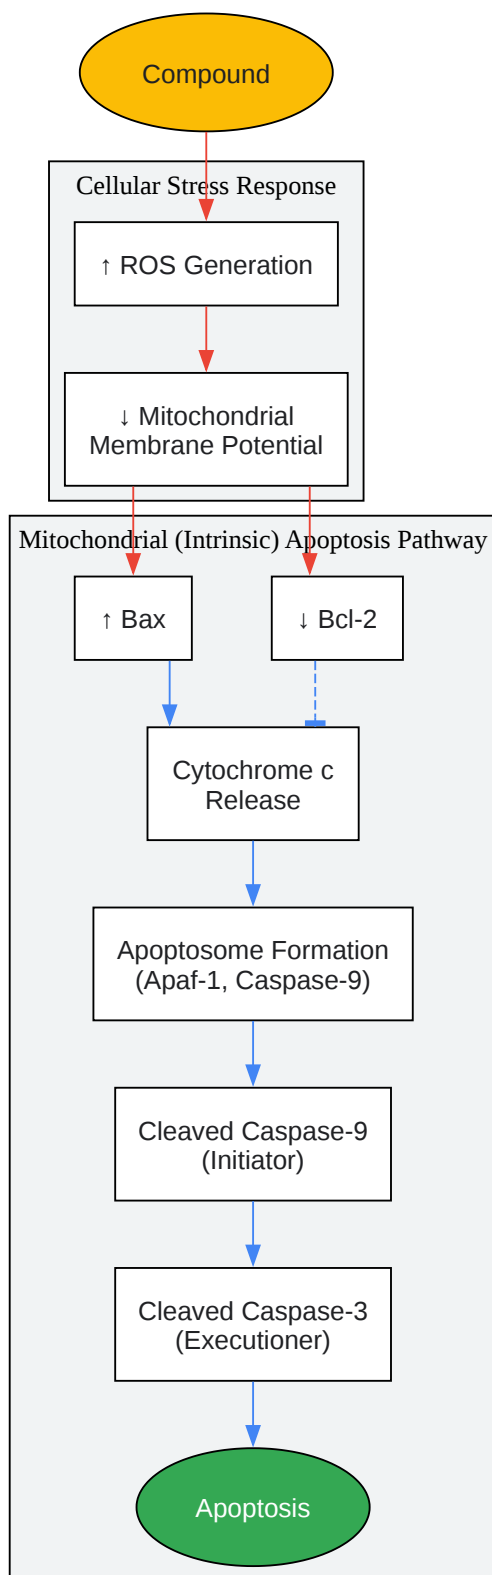 Compound
Cellular Stress Response
↑ ROS Generation
↓ Mitochondrial
Membrane Potential
Mitochondrial (Intrinsic) Apoptosis Pathway
↑ Bax
↓ Bcl-2
Cytochrome c
Release
Apoptosome Formation
(Apaf-1, Caspase-9)
Cleaved Caspase-9
(Initiator)
Cleaved Caspase-3
(Executioner)
Apoptosis